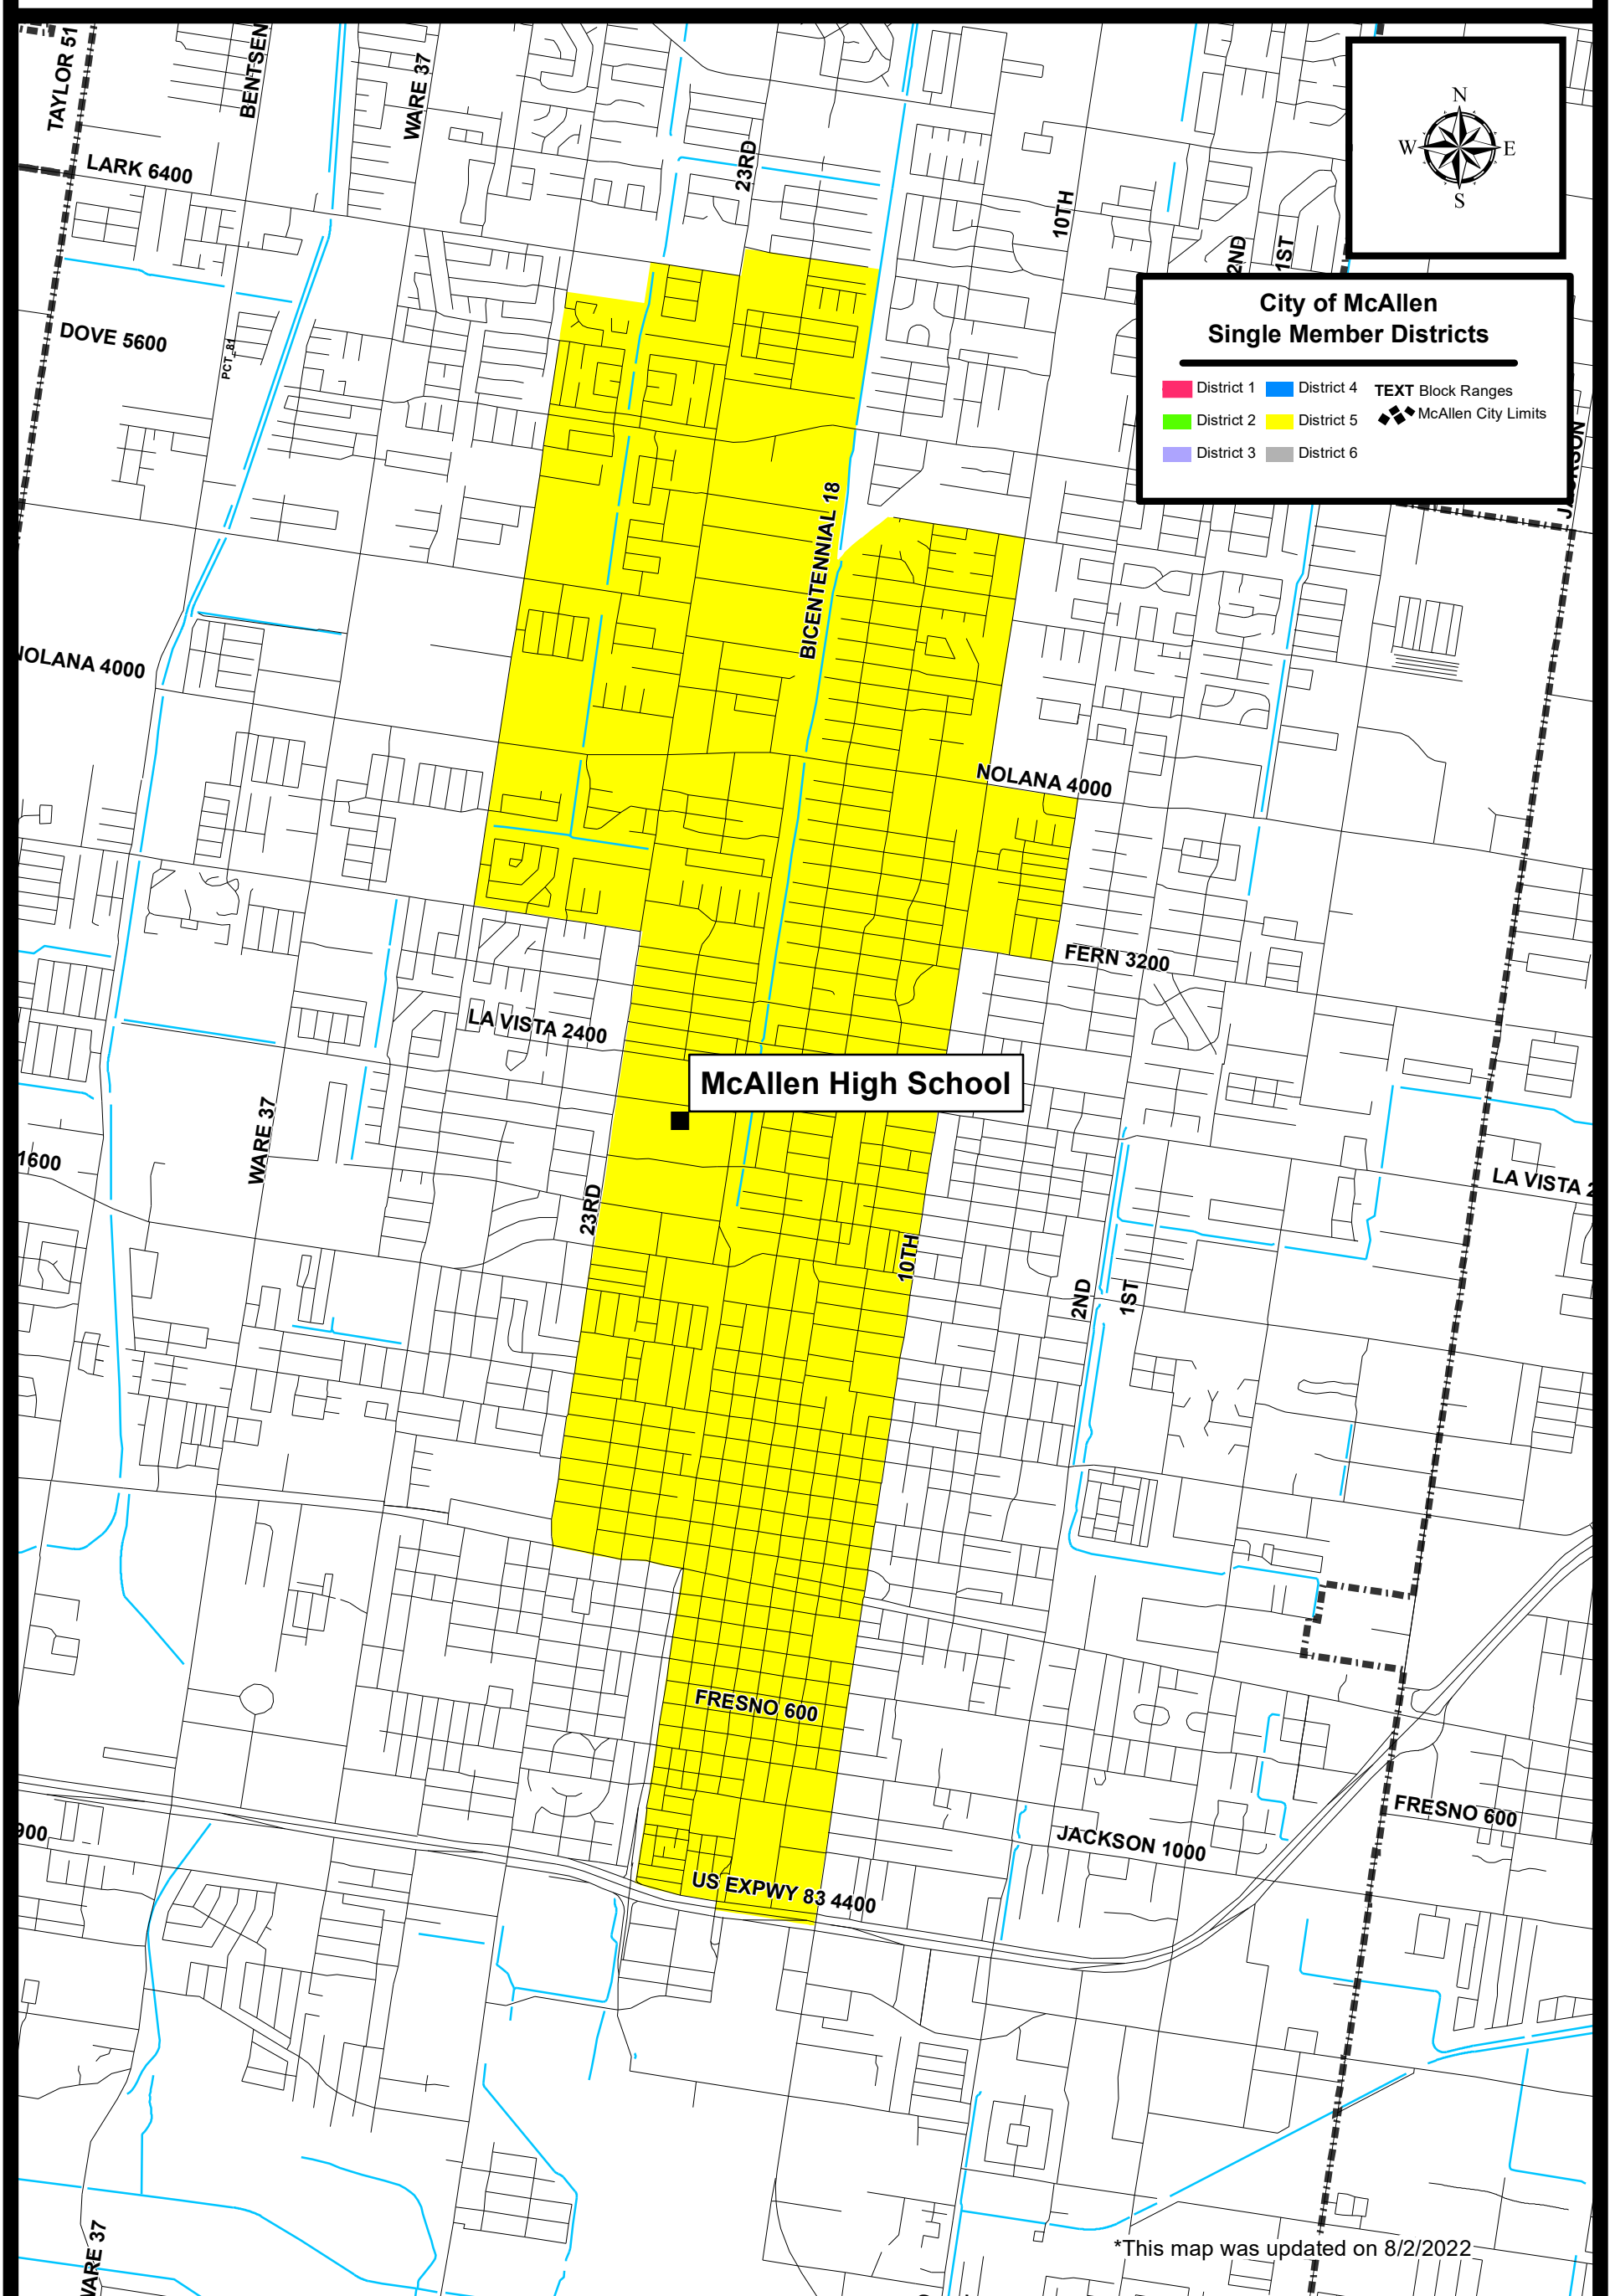 TAYLOR 51
BENTSEN
WARE 37
LARK 6400
23RD
10TH
2ND
1ST
N
W
E
S
City of McAllen
Single Member Districts
District 1
District 4
TEXT Block Ranges
District 2
District 5
McAllen City Limits
District 3
District 6
DOVE 5600
PCT_81
BICENTENNIAL 18
NOLANA 4000
NOLANA 4000
FERN 3200
LA VISTA 2400
McAllen High School
WARE 37
1600
23RD
10TH
2ND
1ST
LA VISTA 2
FRESNO 600
US EXPWY 83 4400
JACKSON 1000
FRESNO 600
900
WARE 37
*This map was updated on 8/2/2022